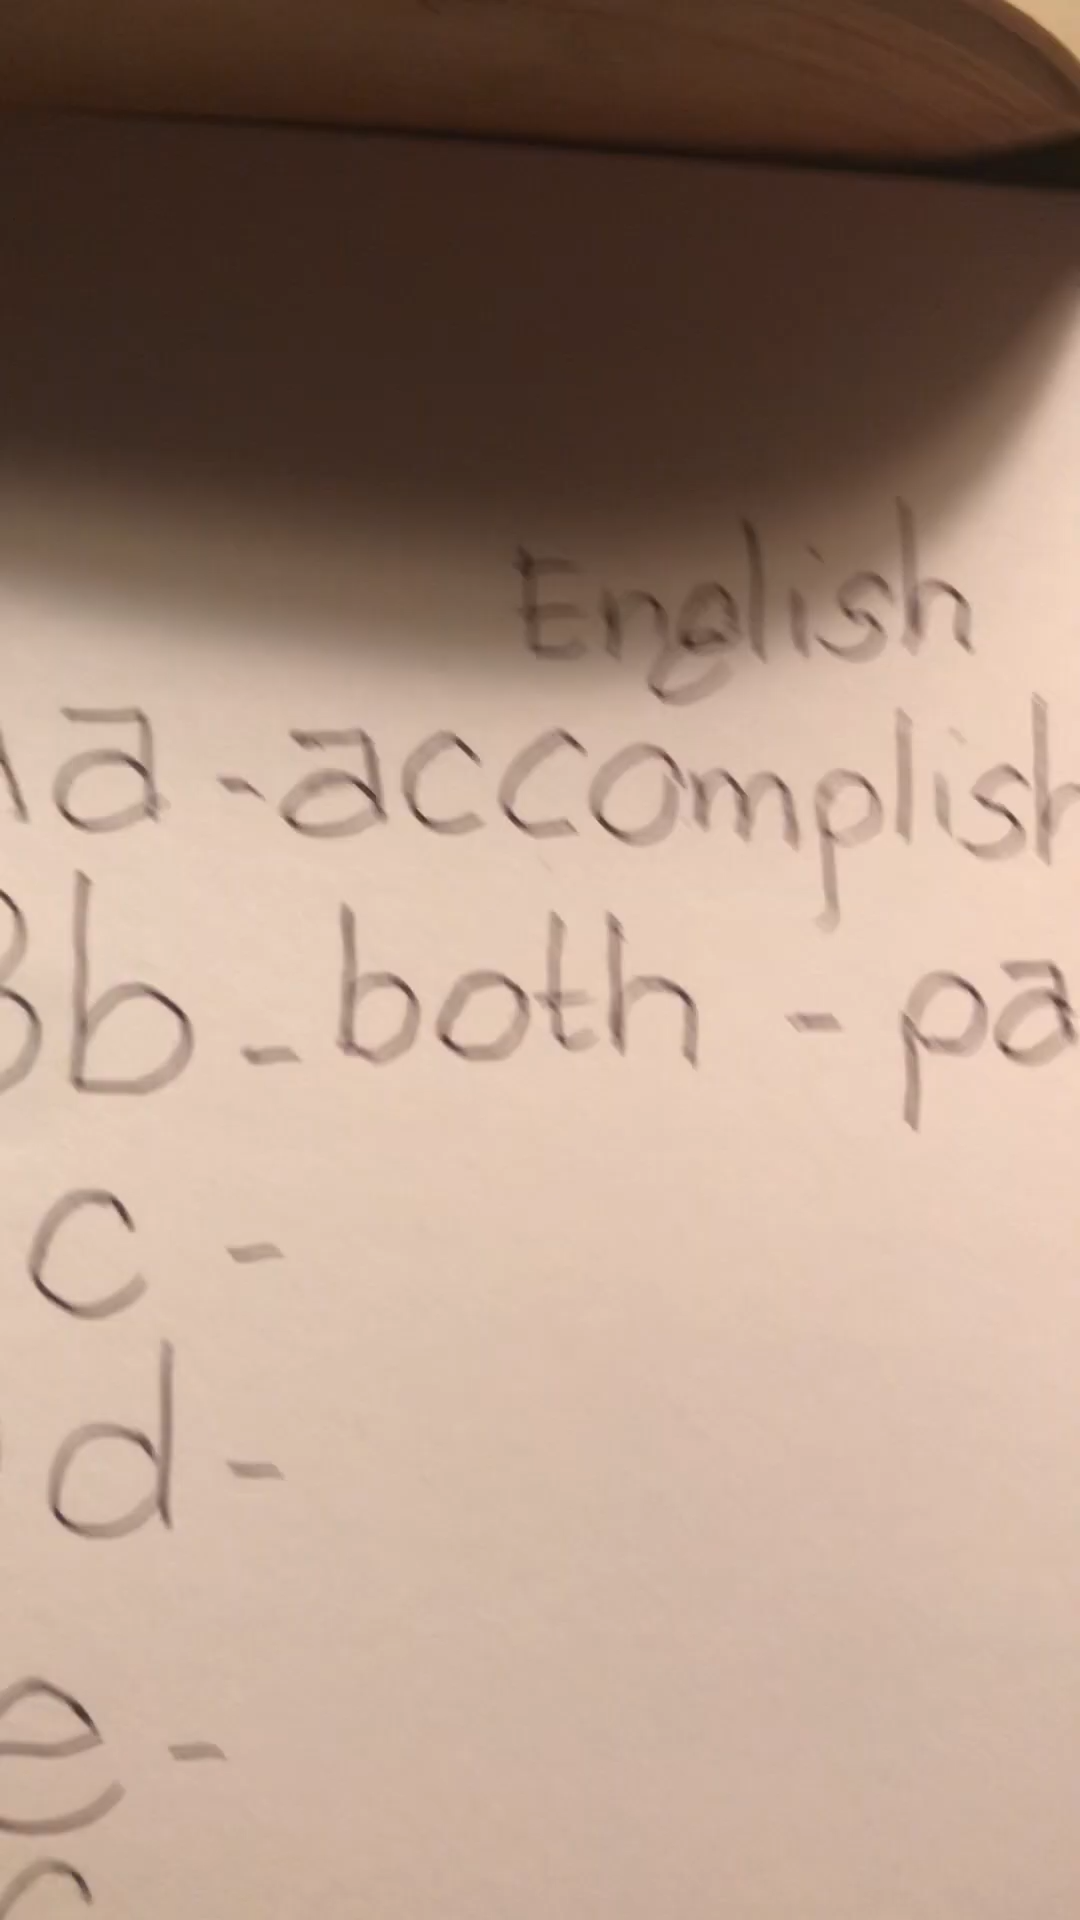 English
Aa - accomplish
Bb - both - pa
c -
d -
e -